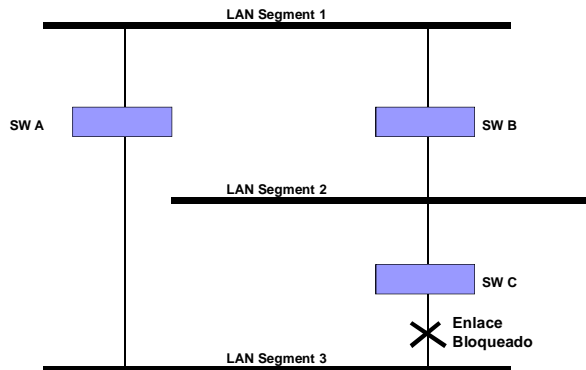 LAN Segment 1
SW A
SW B
LAN Segment 2
SW C
Enlace
Bloqueado
LAN Segment 3